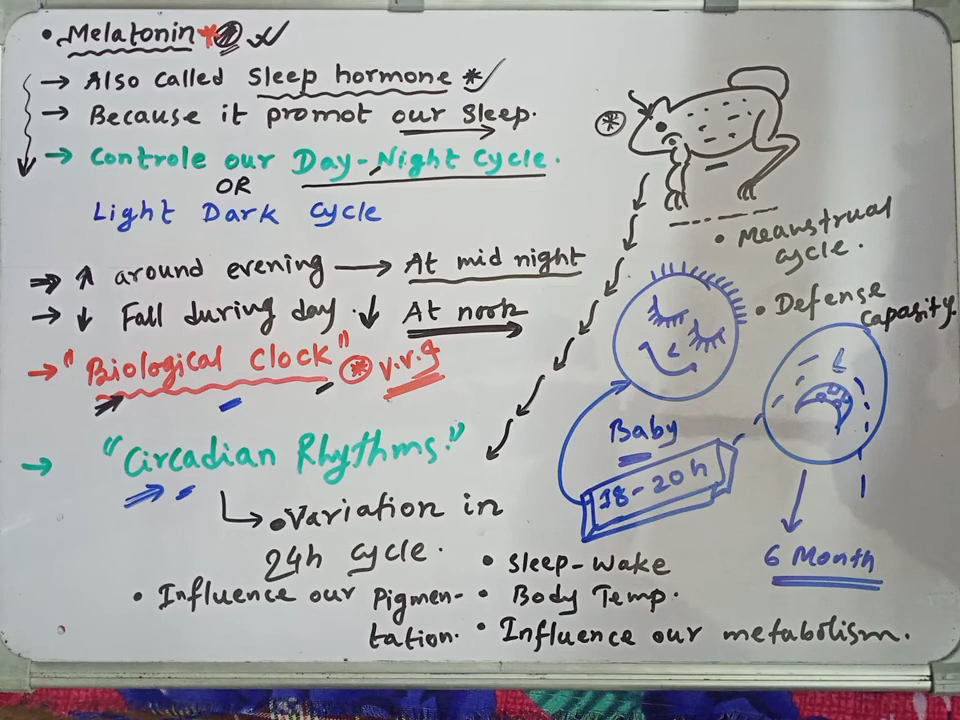 • Melatonin
→ Also called Sleep hormone
→ Because it promot our Sleep.
→ Controle our Day-Night Cycle.
OR
Light Dark Cycle
⇒ ↑ around evening → At mid night
→ ↓ Fall during day. ↓ At noon
→ "Biological Clock" v.v.g
→ "Circadian Rhythms."
↳ • Variation in
24h cycle.
• Influence our Pigmen-
tation.
• Sleep-Wake
• Body Temp.
• Influence our metabolism.
• Meanstrual
cycle.
• Defense
capasity.
Baby
18-20h
6 Month